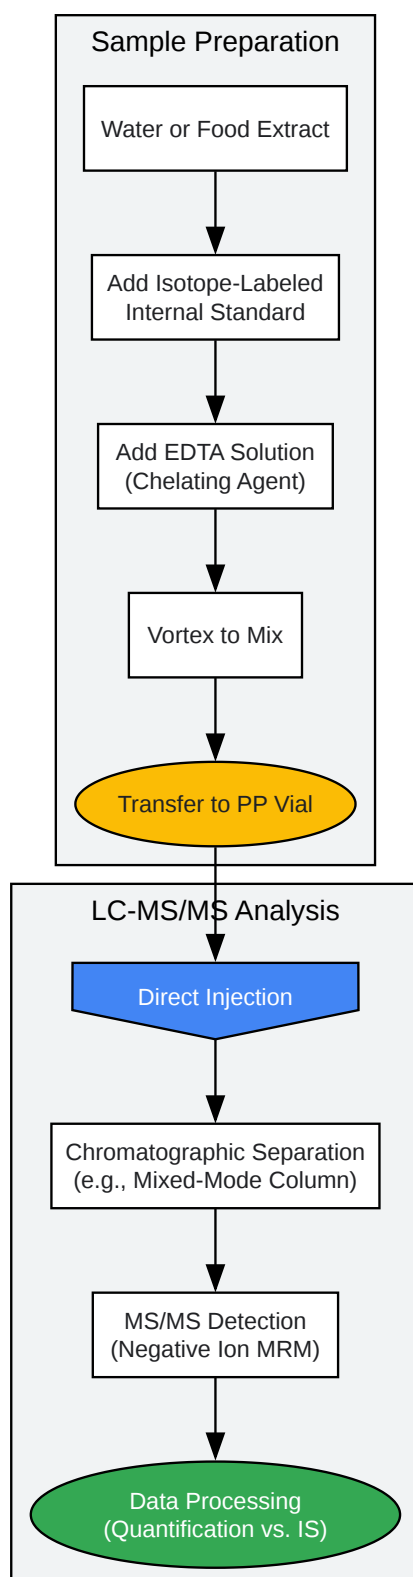 Sample Preparation
Water or Food Extract
Add Isotope-Labeled
Internal Standard
Add EDTA Solution
(Chelating Agent)
Vortex to Mix
Transfer to PP Vial
LC-MS/MS Analysis
Direct Injection
Chromatographic Separation
(e.g., Mixed-Mode Column)
MS/MS Detection
(Negative Ion MRM)
Data Processing
(Quantification vs. IS)